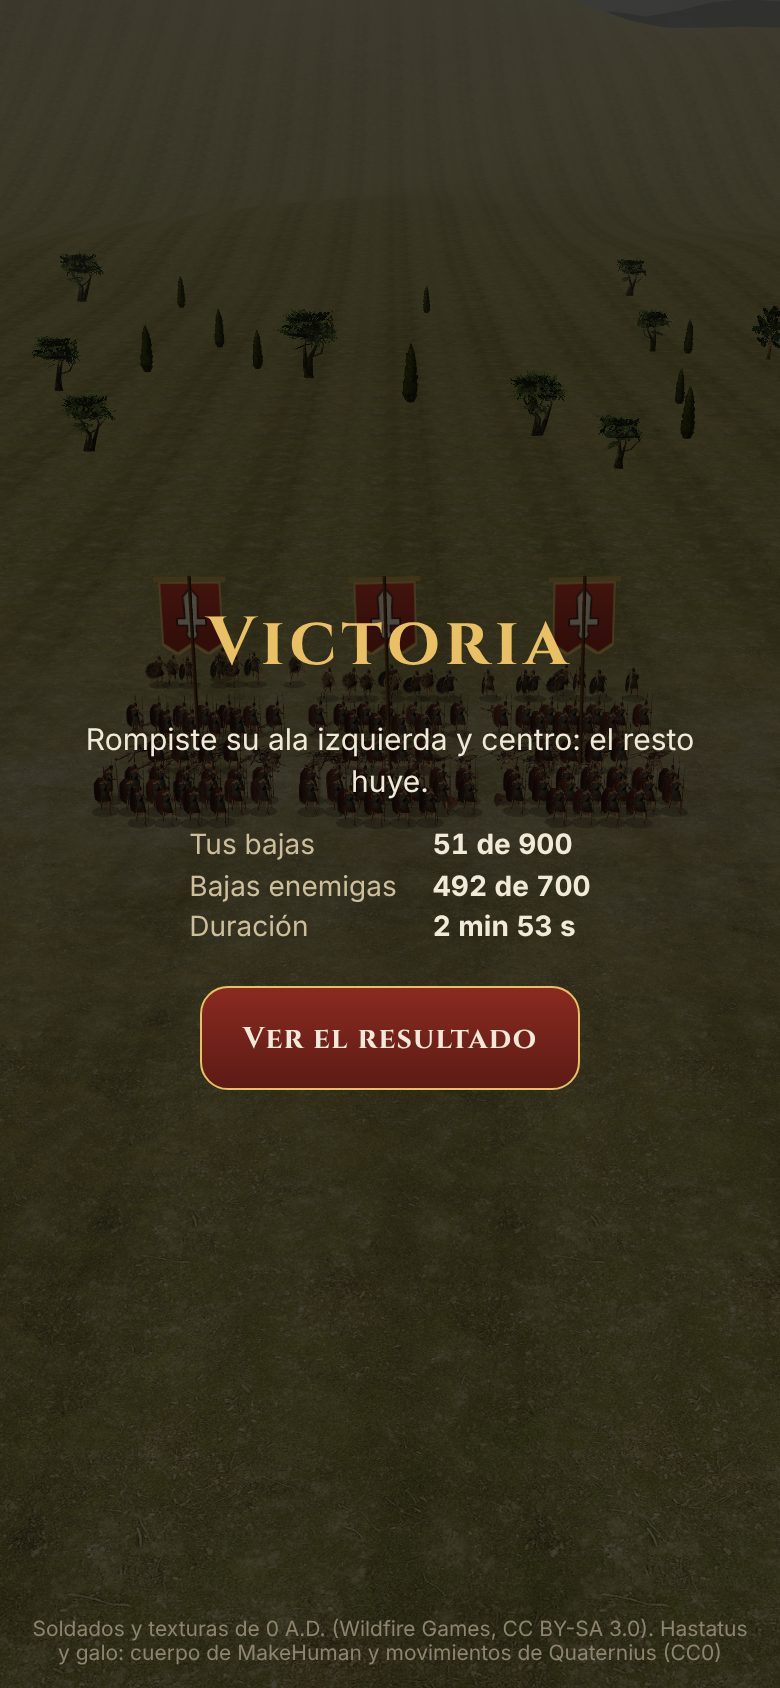 Victoria
Rompiste su ala izquierda y centro: el resto
huye.
Tus bajas 51 de 900
Bajas enemigas 492 de 700
Duración 2 min 53 s
Ver el resultado
Soldados y texturas de 0 A.D. (Wildfire Games, CC BY-SA 3.0). Hastatus
y galo: cuerpo de MakeHuman y movimientos de Quaternius (CC0)